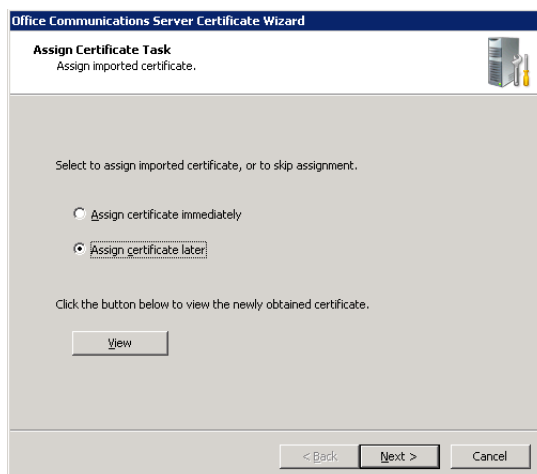 Office Communications Server Certificate Wizard
Assign Certificate Task
Assign imported certificate.
Select to assign imported certificate, or to skip assignment.
Assign certificate immediately
Assign certificate later
Click the button below to view the newly obtained certificate.
View
< Back Next > Cancel